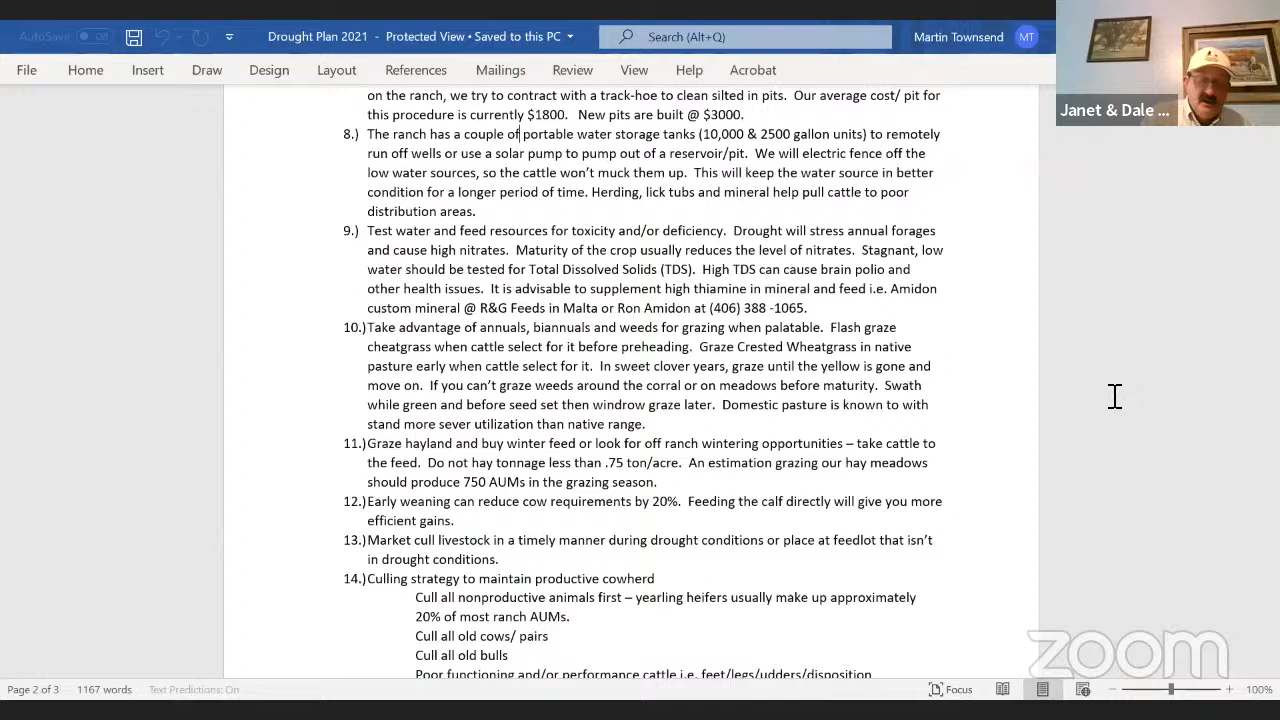 AutoSave Off
Drought Plan 2021 - Protected View • Saved to this PC
Search (Alt+Q)
Martin Townsend MT
File Home Insert Draw Design Layout References Mailings Review View Help Acrobat
Janet & Dale ...
on the ranch, we try to contract with a track-hoe to clean silted in pits. Our average cost/ pit for
this procedure is currently $1800. New pits are built @ $3000.
8.) The ranch has a couple of portable water storage tanks (10,000 & 2500 gallon units) to remotely
run off wells or use a solar pump to pump out of a reservoir/pit. We will electric fence off the
low water sources, so the cattle won't muck them up. This will keep the water source in better
condition for a longer period of time. Herding, lick tubs and mineral help pull cattle to poor
distribution areas.
9.) Test water and feed resources for toxicity and/or deficiency. Drought will stress annual forages
and cause high nitrates. Maturity of the crop usually reduces the level of nitrates. Stagnant, low
water should be tested for Total Dissolved Solids (TDS). High TDS can cause brain polio and
other health issues. It is advisable to supplement high thiamine in mineral and feed i.e. Amidon
custom mineral @ R&G Feeds in Malta or Ron Amidon at (406) 388 -1065.
10.)Take advantage of annuals, biannuals and weeds for grazing when palatable. Flash graze
cheatgrass when cattle select for it before preheading. Graze Crested Wheatgrass in native
pasture early when cattle select for it. In sweet clover years, graze until the yellow is gone and
move on. If you can't graze weeds around the corral or on meadows before maturity. Swath
while green and before seed set then windrow graze later. Domestic pasture is known to with
stand more sever utilization than native range.
11.)Graze hayland and buy winter feed or look for off ranch wintering opportunities – take cattle to
the feed. Do not hay tonnage less than .75 ton/acre. An estimation grazing our hay meadows
should produce 750 AUMs in the grazing season.
12.)Early weaning can reduce cow requirements by 20%. Feeding the calf directly will give you more
efficient gains.
13.)Market cull livestock in a timely manner during drought conditions or place at feedlot that isn't
in drought conditions.
14.)Culling strategy to maintain productive cowherd
Cull all nonproductive animals first – yearling heifers usually make up approximately
20% of most ranch AUMs.
Cull all old cows/ pairs
Cull all old bulls
Poor functioning and/or performance cattle i.e. feet/legs/udders/disposition
zoom
Page 2 of 3 1167 words Text Predictions: On Focus 100%